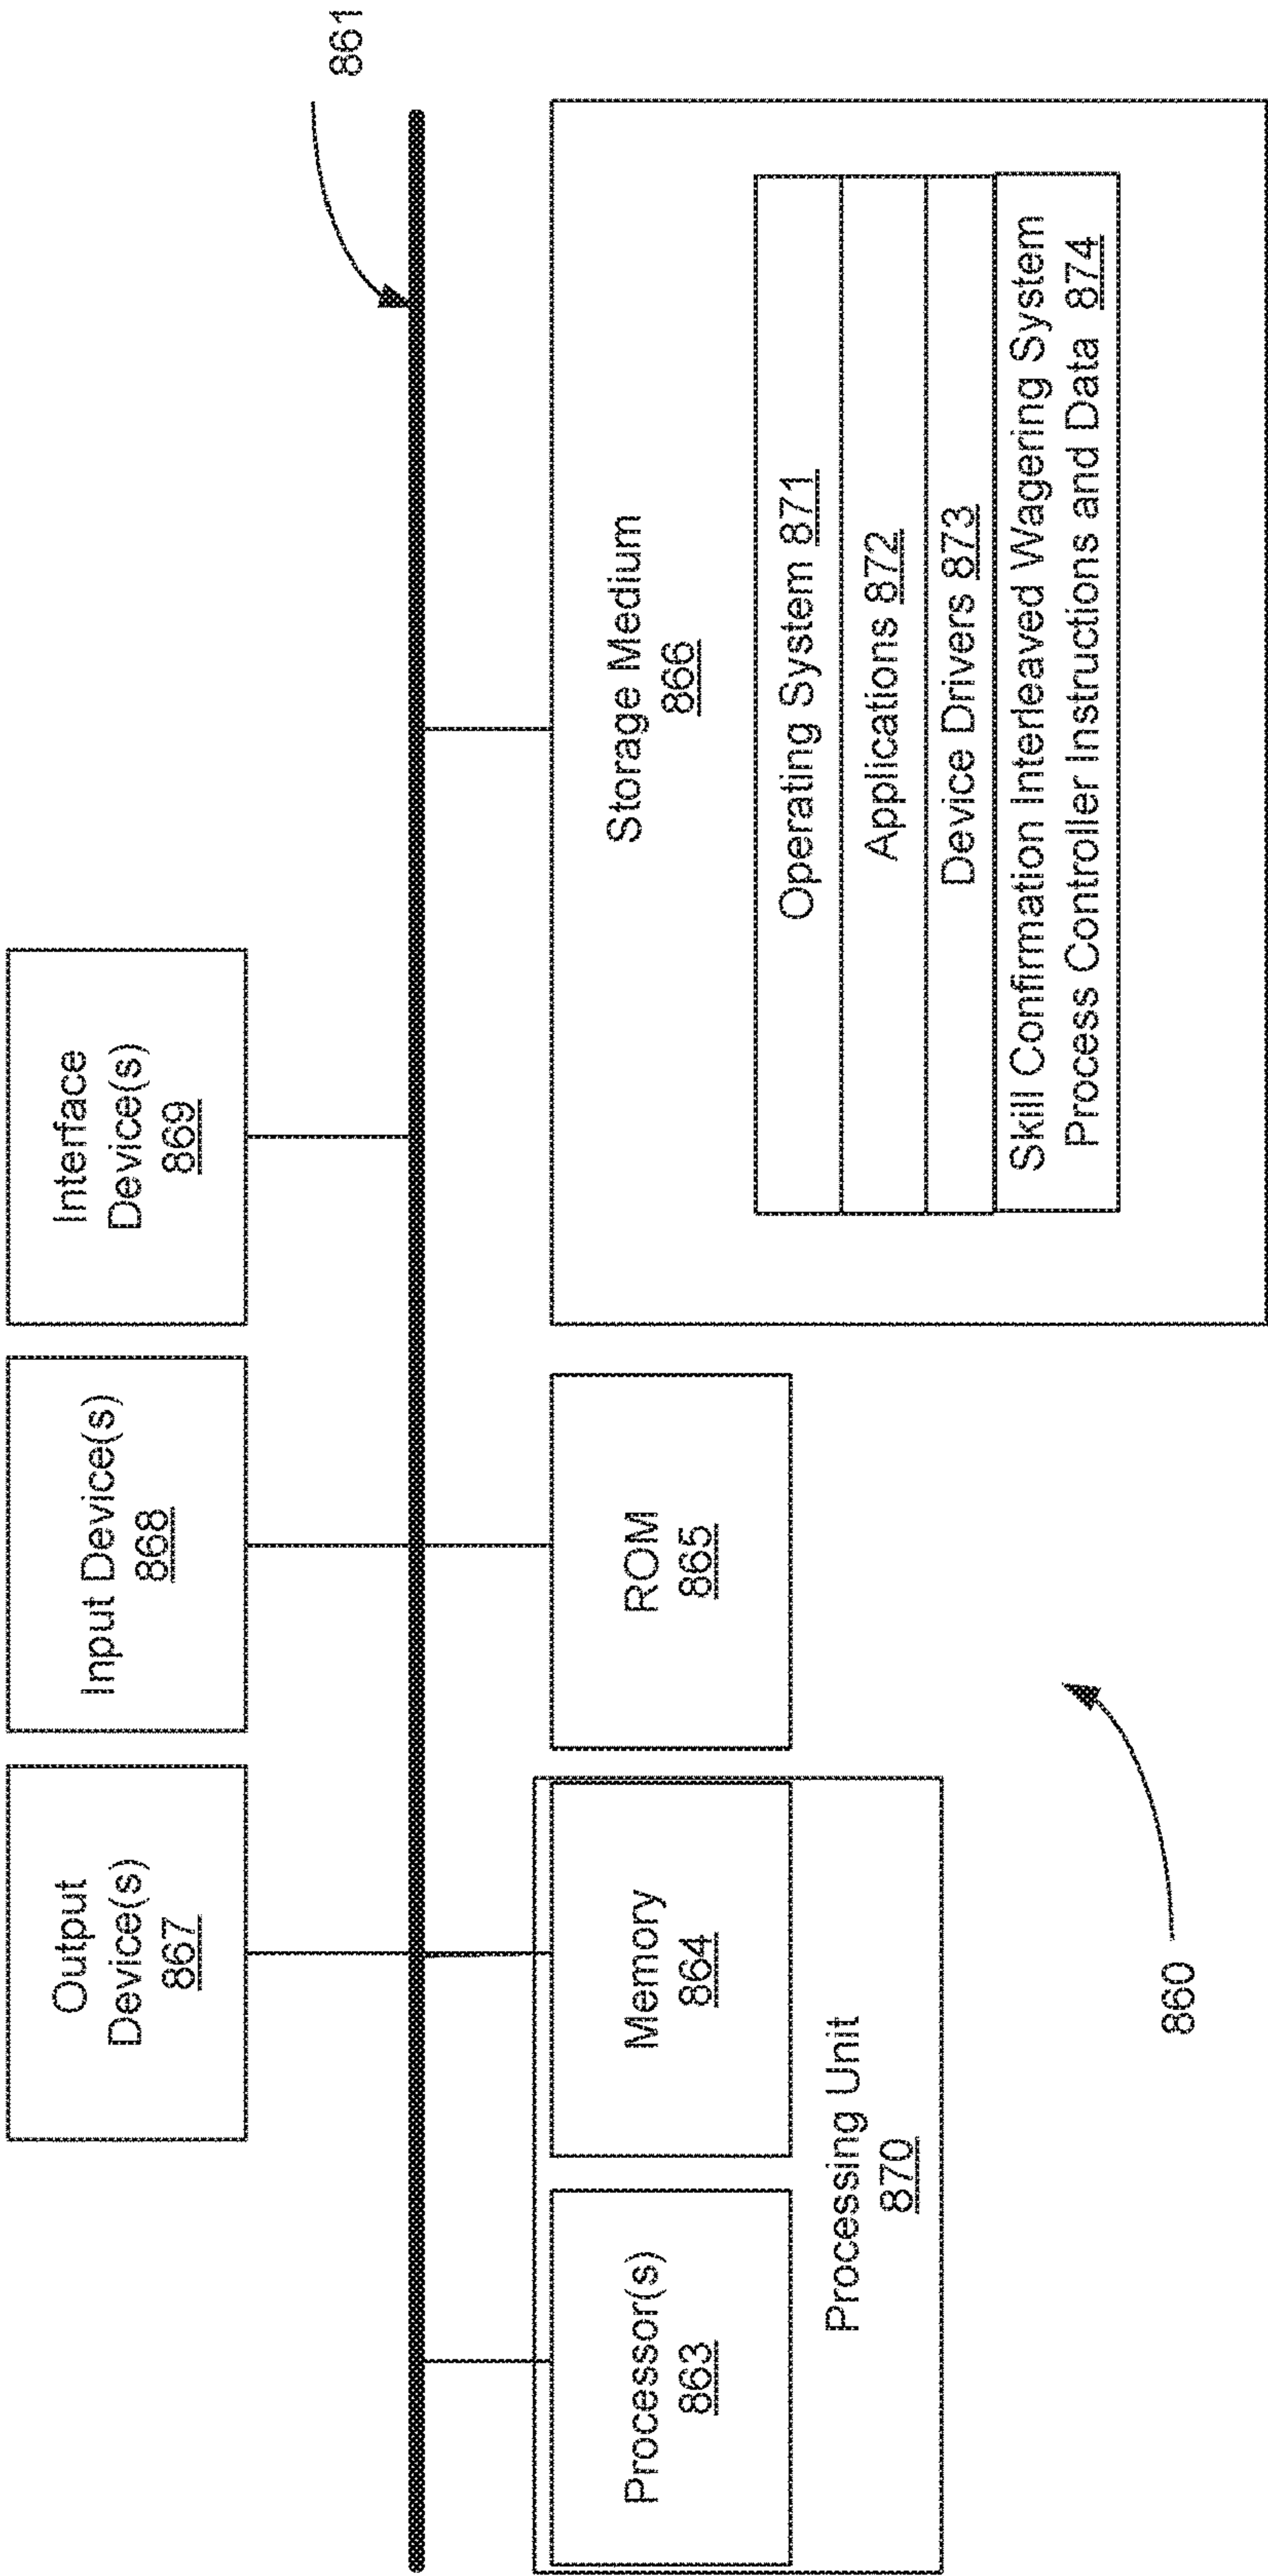 861
Output
Device(s)
867
Input Device(s)
868
Interface
Device(s)
869
Processor(s)
863
Memory
864
Processing Unit
870
ROM
865
Storage Medium
866
Operating System 871
Applications 872
Device Drivers 873
Skill Confirmation Interleaved Wagering System
Process Controller Instructions and Data 874
860